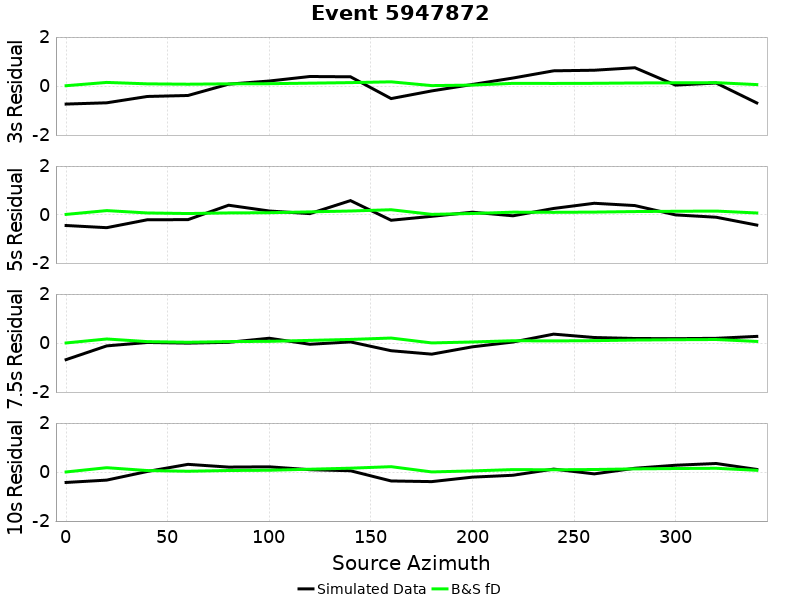 Event 5947872
3s Residual
2
0
-2
5s Residual
2
0
-2
7.5s Residual
2
0
-2
10s Residual
2
0
-2
0 50 100 150 200 250 300
Source Azimuth
Simulated Data B&S fD